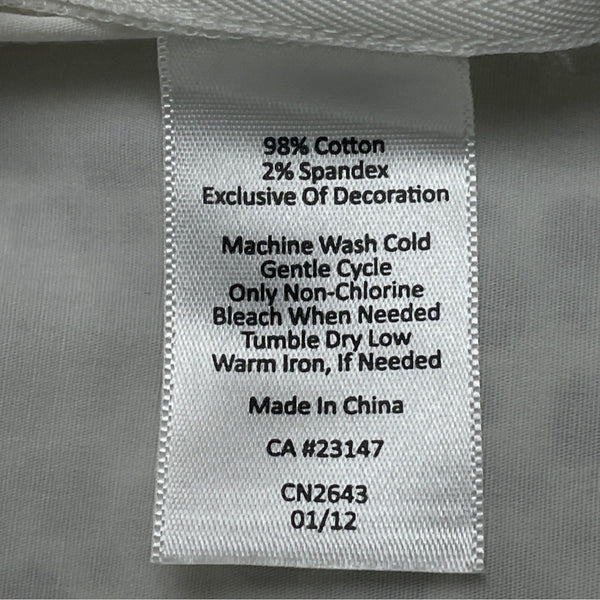 98% Cotton
2% Spandex
Exclusive Of Decoration
Machine Wash Cold
Gentle Cycle
Only Non-Chlorine
Bleach When Needed
Tumble Dry Low
Warm Iron, If Needed
Made In China
CA #23147
CN2643
01/12